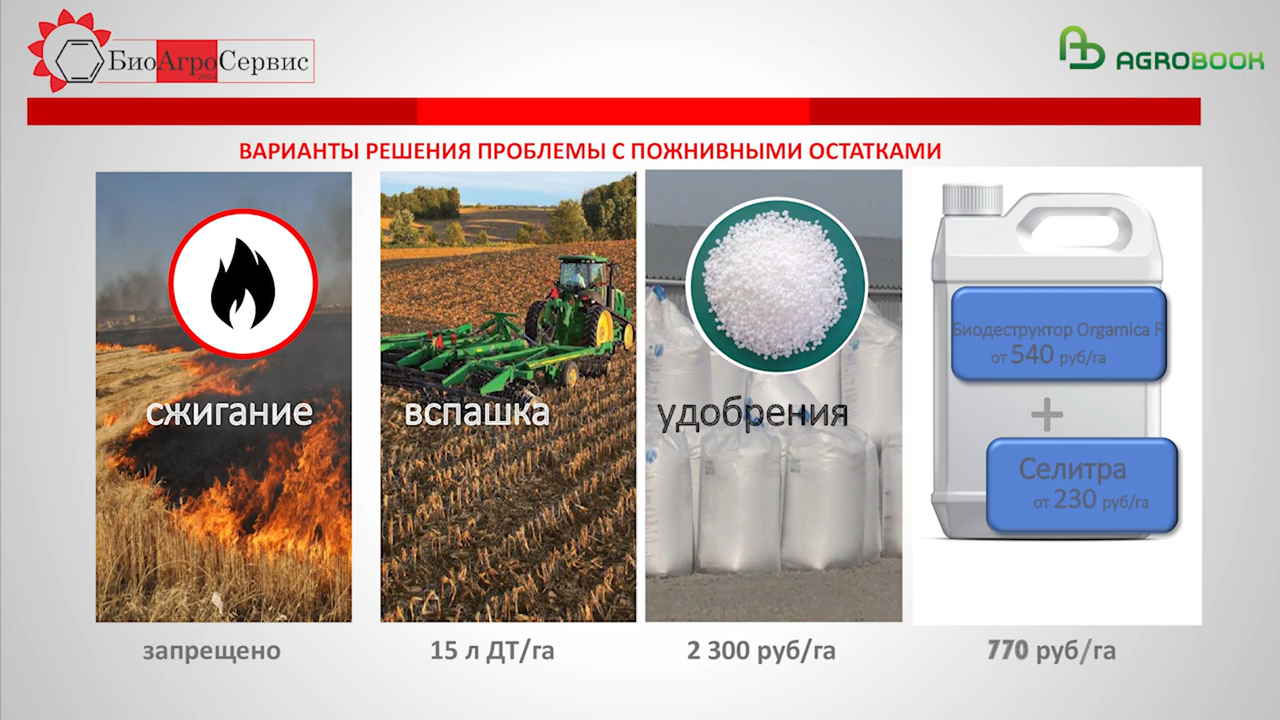 БиоАгроСервис
2004
AGROBOOK
ВАРИАНТЫ РЕШЕНИЯ ПРОБЛЕМЫ С ПОЖНИВНЫМИ ОСТАТКАМИ
сжигание
вспашка
удобрения
Биодеструктор Orgamica F
от 540 руб/га
+
Селитра
от 230 руб/га
запрещено
15 л ДТ/га
2 300 руб/га
770 руб/га